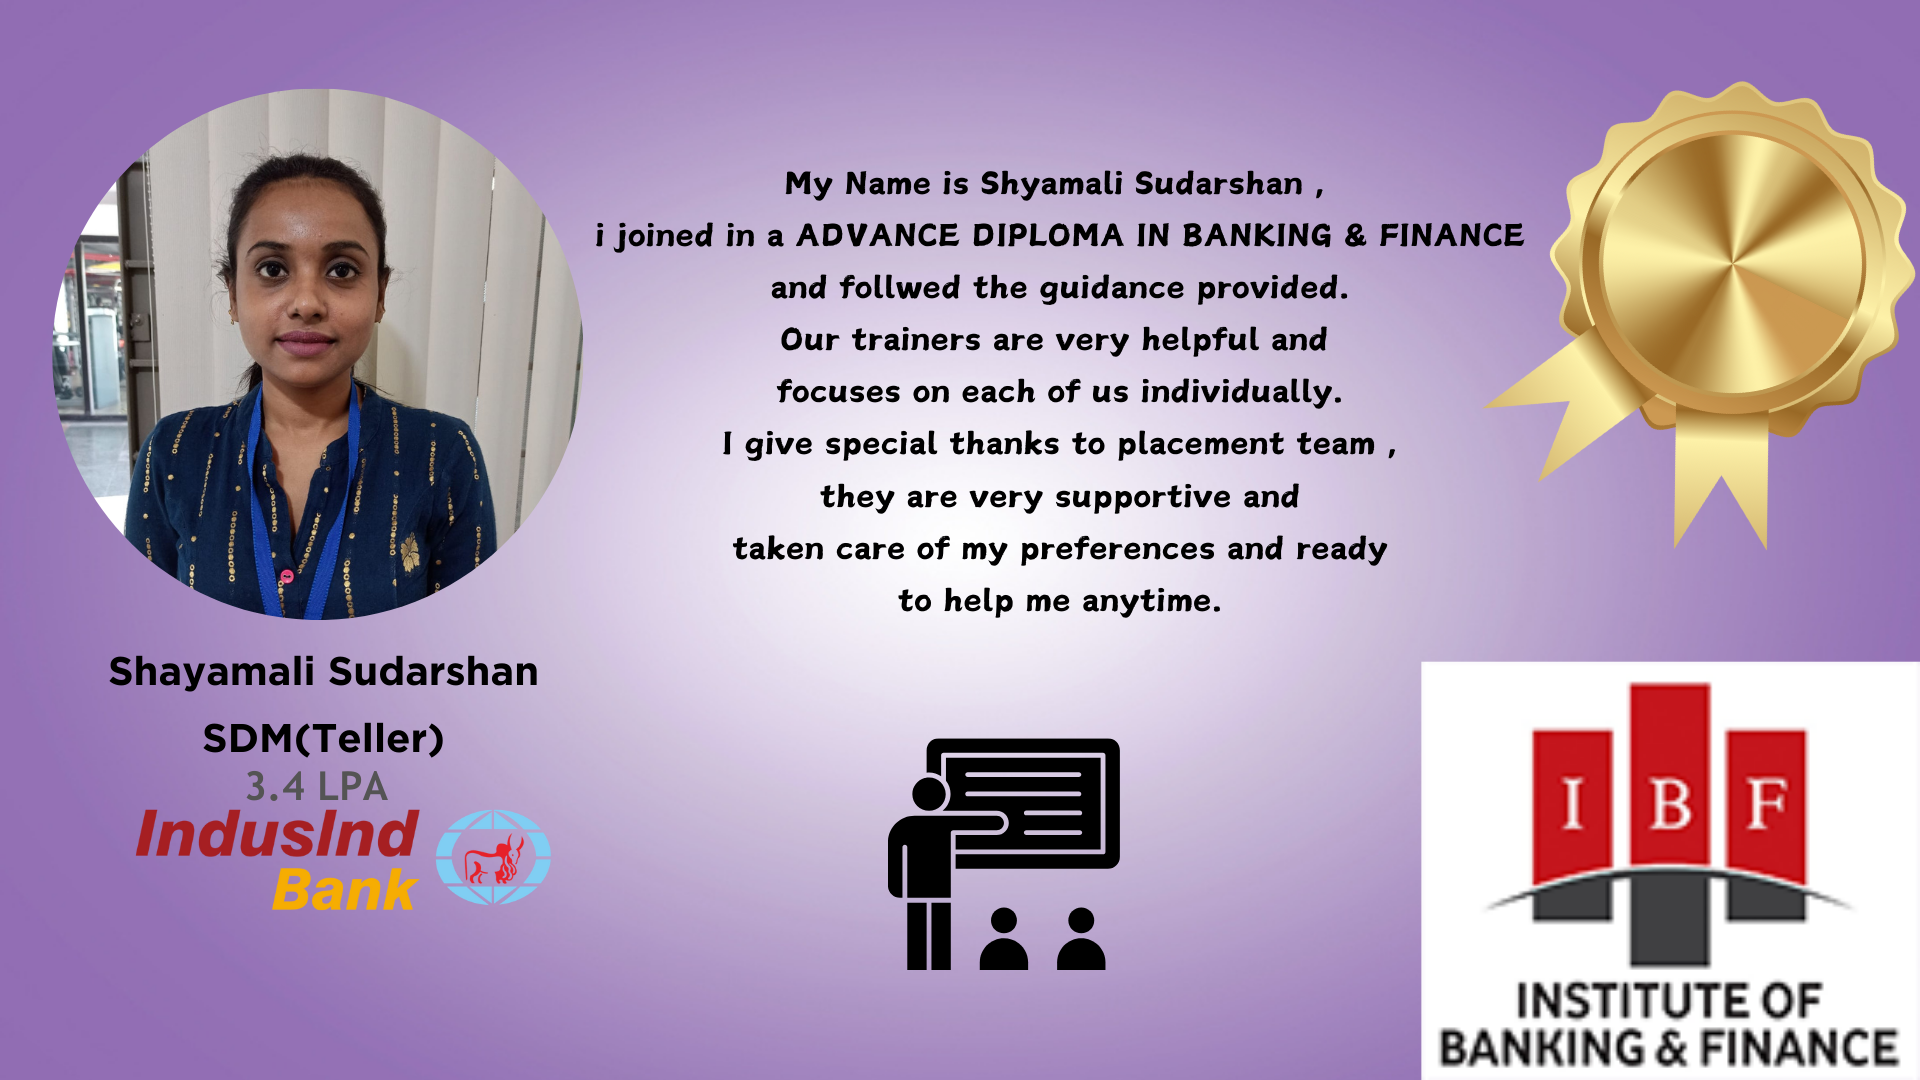 My Name is Shyamali Sudarshan ,
i joined in a ADVANCE DIPLOMA IN BANKING & FINANCE
and follwed the guidance provided.
Our trainers are very helpful and
focuses on each of us individually.
I give special thanks to placement team ,
they are very supportive and
taken care of my preferences and ready
to help me anytime.
Shayamali Sudarshan
SDM(Teller)
3.4 LPA
IndusInd
Bank
I B F
INSTITUTE OF
BANKING & FINANCE